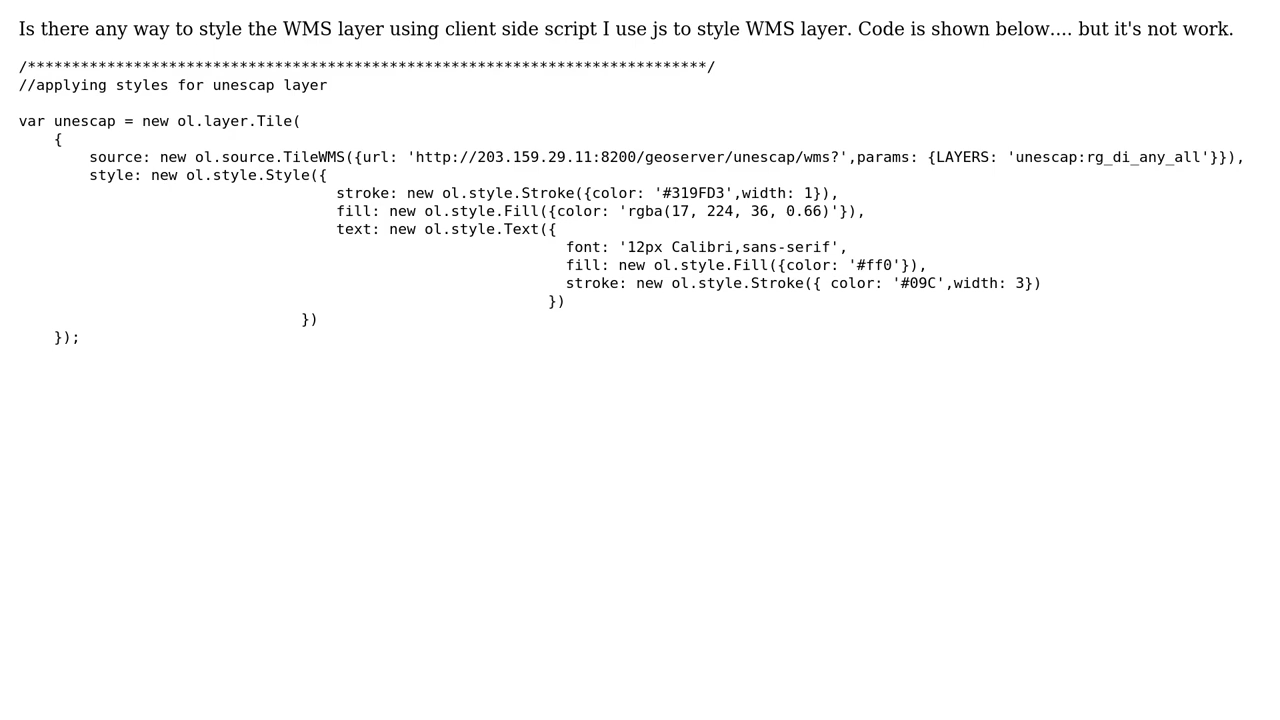 Is there any way to style the WMS layer using client side script I use js to style WMS layer. Code is shown below.... but it's not work.
/*****************************************************************************/
//applying styles for unescap layer
var unescap = new ol.layer.Tile(
    {
        source: new ol.source.TileWMS({url: 'http://203.159.29.11:8200/geoserver/unescap/wms?',params: {LAYERS: 'unescap:rg_di_any_all'}}),
        style: new ol.style.Style({
                                    stroke: new ol.style.Stroke({color: '#319FD3',width: 1}),
                                    fill: new ol.style.Fill({color: 'rgba(17, 224, 36, 0.66)'}),
                                    text: new ol.style.Text({
                                                              font: '12px Calibri,sans-serif',
                                                              fill: new ol.style.Fill({color: '#ff0'}),
                                                              stroke: new ol.style.Stroke({ color: '#09C',width: 3})
                                                            })
                                })
    });